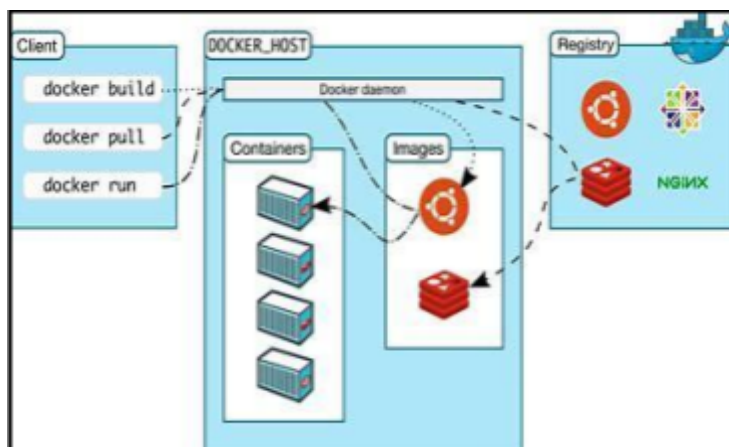 Client
docker build
docker pull
docker run
DOCKER_HOST
Docker daemon
Containers
Images
Registry
NGINX